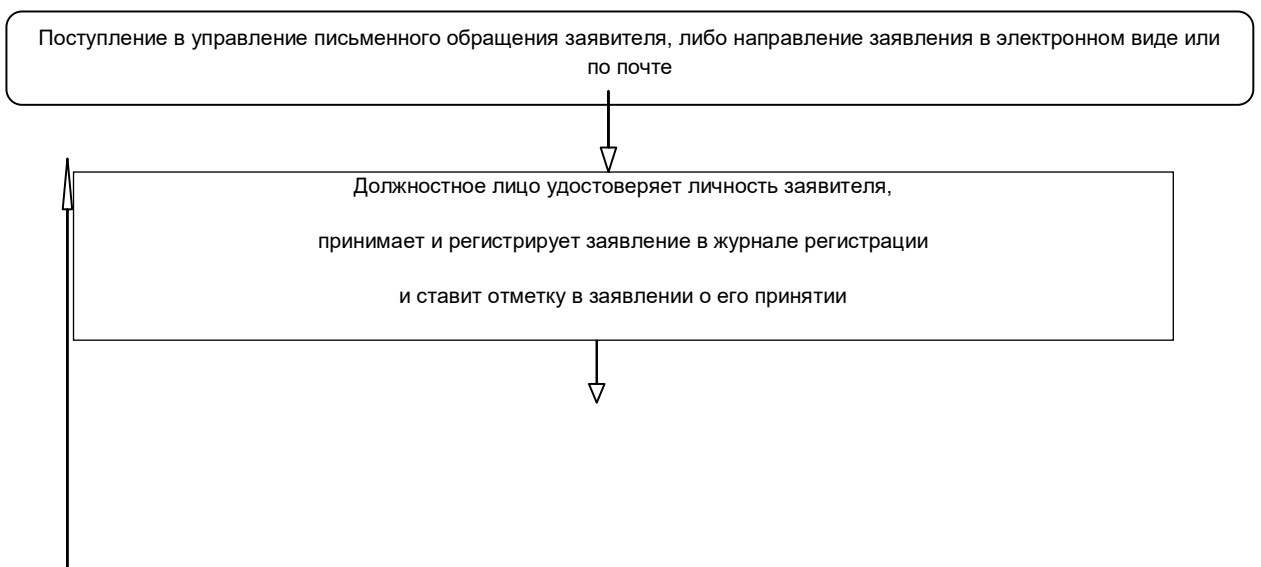 Поступление в управление письменного обращения заявителя, либо направление заявления в электронном виде или
по почте
Должностное лицо удостоверяет личность заявителя,
принимает и регистрирует заявление в журнале регистрации
и ставит отметку в заявлении о его принятии